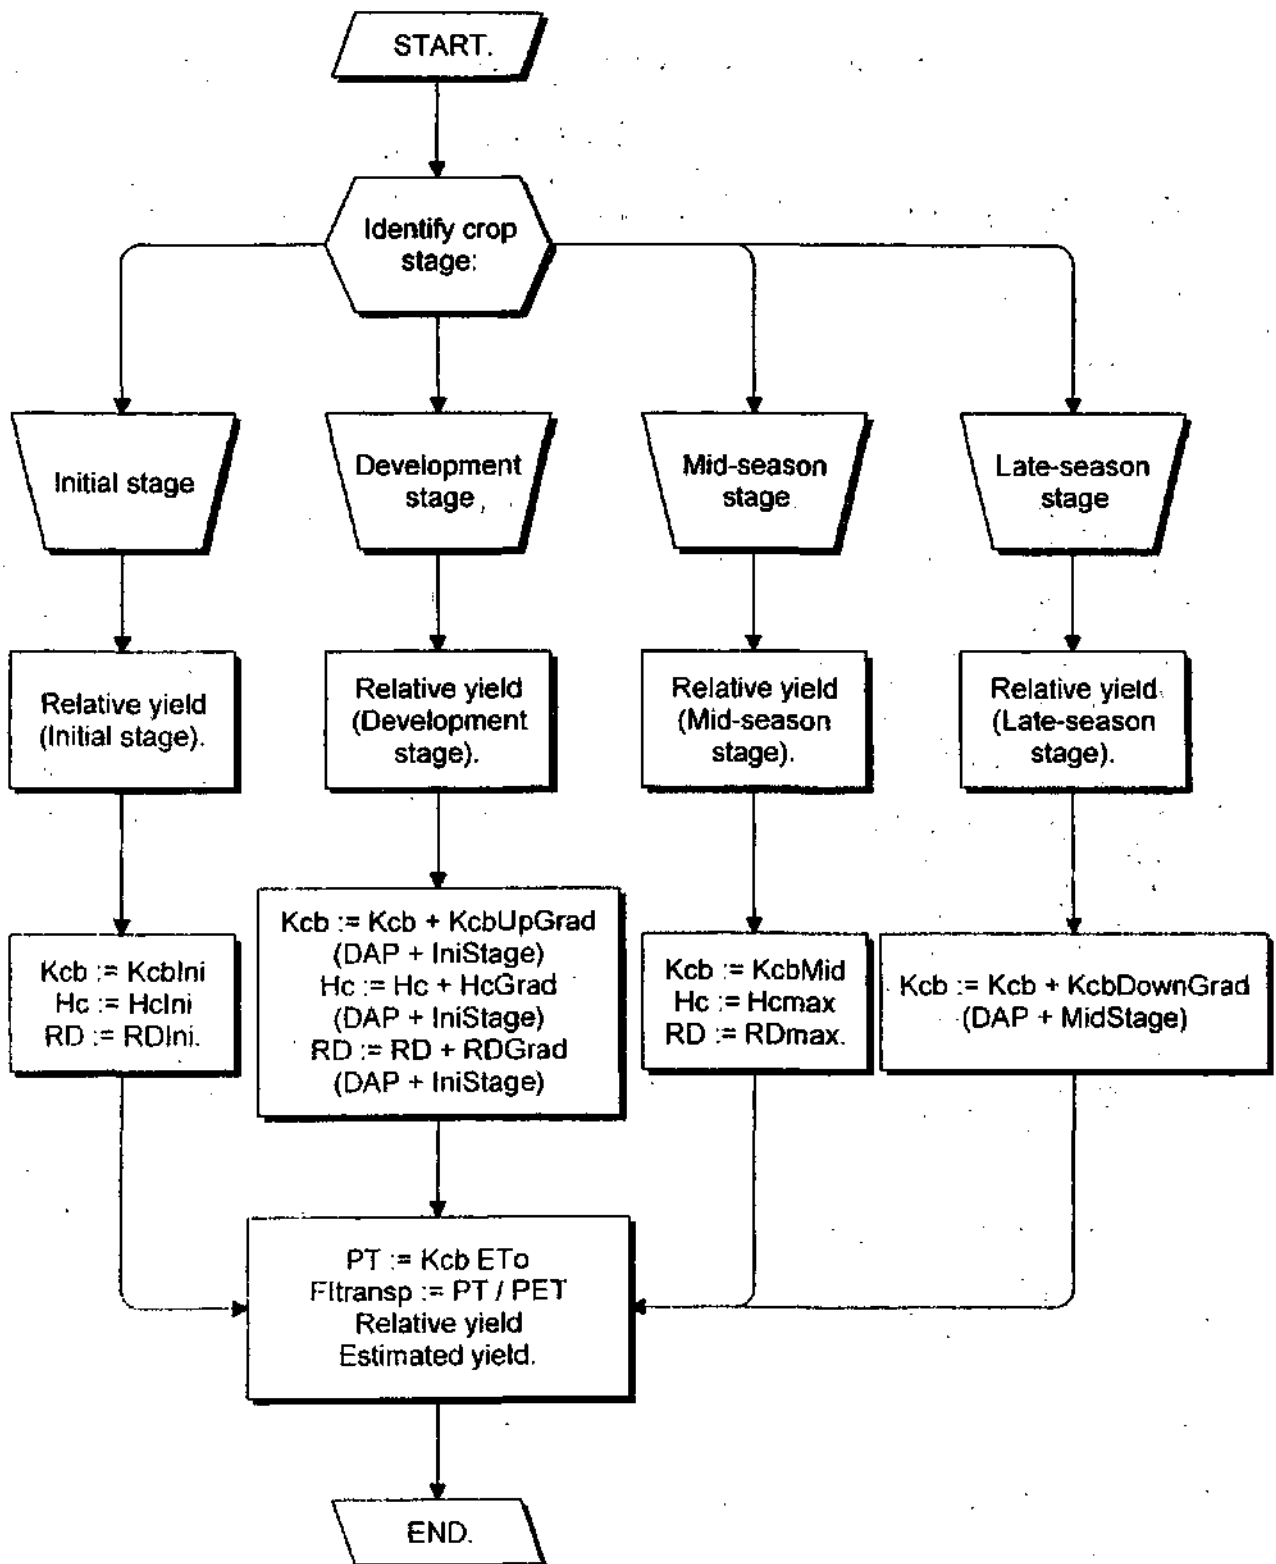 START.
Identify crop
stage:
Initial stage
Development
stage
Mid-season
stage
Late-season
stage
Relative yield
(Initial stage).
Relative yield
(Development
stage).
Relative yield
(Mid-season
stage).
Relative yield
(Late-season
stage).
Kcb := KcbIni
Hc := HcIni
RD := RDIni.
Kcb := Kcb + KcbUpGrad
(DAP + IniStage)
Hc := Hc + HcGrad
(DAP + IniStage)
RD := RD + RDGrad
(DAP + IniStage)
Kcb := KcbMid
Hc := Hcmax
RD := RDmax.
Kcb := Kcb + KcbDownGrad
(DAP + MidStage)
PT := Kcb ETo
FItransp := PT / PET
Relative yield
Estimated yield.
END.